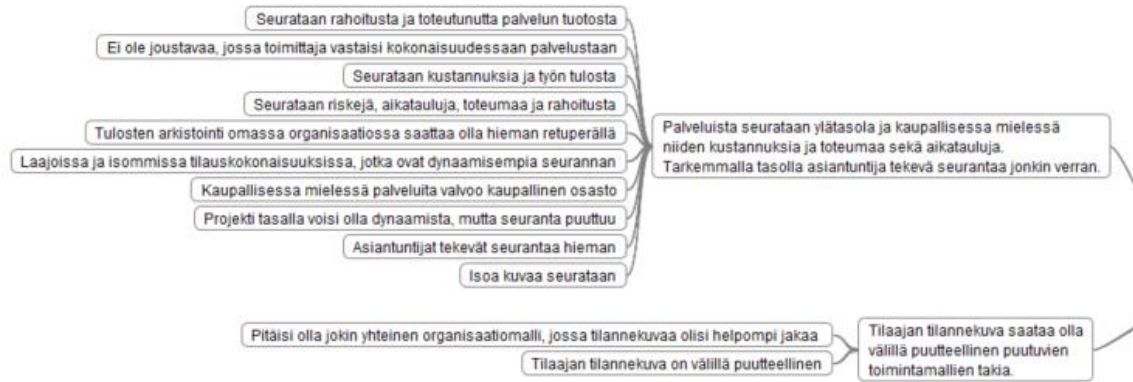 Seurataan rahoitusta ja toteutunutta palvelun tuotosta
Ei ole joustavaa, jossa toimittaja vastaisi kokonaisuudessaan palvelustaan
Seurataan kustannuksia ja työn tulosta
Seurataan riskejä, aikatauluja, toteumaa ja rahoitusta
Tulosten arkistointi omassa organisaatiossa saattaa olla hieman retuperällä
Laajoissa ja isommissa tilauskokonaisuuksissa, jotka ovat dynaamisempia seurannan
Kaupallisessa mielessä palveluita valvoo kaupallinen osasto
Projekti tasalla voisi olla dynaamista, mutta seuranta puuttuu
Asiantuntijat tekevät seurantaa hieman
Isoa kuvaa seurataan
Palveluista seurataan ylätasola ja kaupallisessa mielessä
niiden kustannuksia ja toteumaa sekä aikatauluja.
Tarkemmalla tasolla asiantuntija tekevä seurantaa jonkin verran.
Pitäisi olla jokin yhteinen organisaatiomalli, jossa tilannekuvaa olisi helpompi jakaa
Tilaajan tilannekuva on välillä puutteellinen
Tilaajan tilannekuva saataa olla
välillä puutteellinen puutuvien
toimintamallien takia.